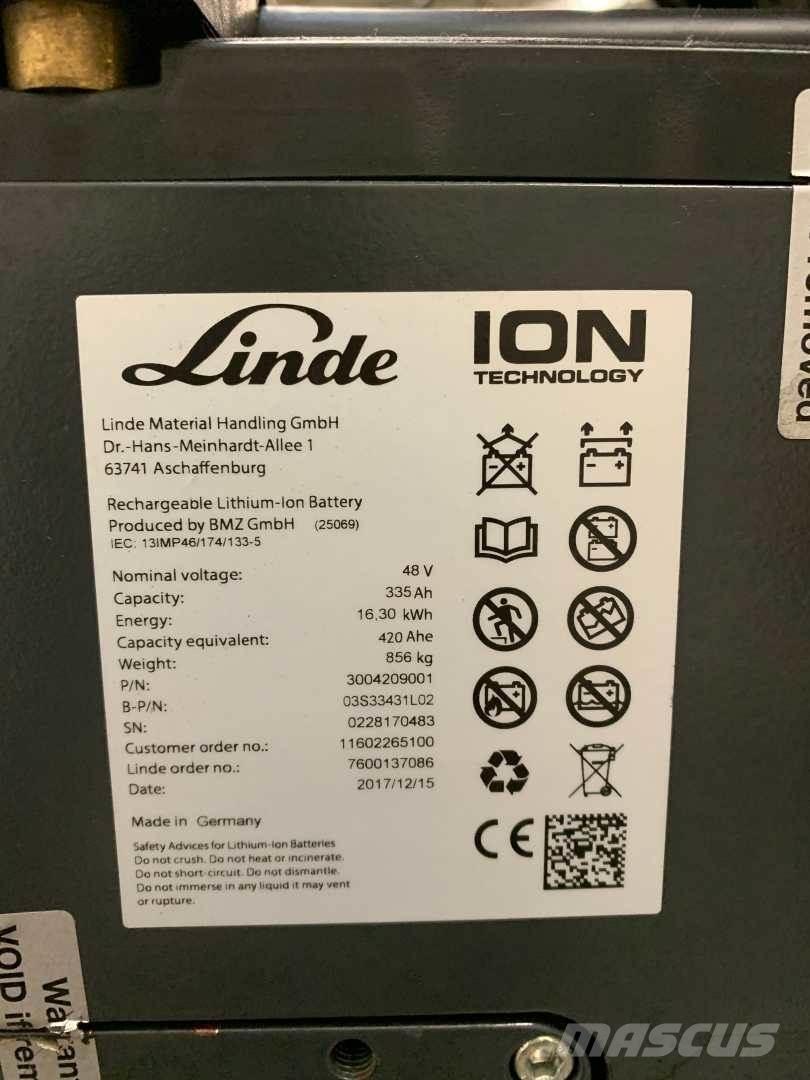 Linde
ION
TECHNOLOGY
Linde Material Handling GmbH
Dr.-Hans-Meinhardt-Allee 1
63741 Aschaffenburg
Rechargeable Lithium-Ion Battery
Produced by BMZ GmbH (25069)
IEC: 13IMP46/174/133-5
Nominal voltage: 48 V
Capacity: 335Ah
Energy: 16,30 kWh
Capacity equivalent: 420 Ahe
Weight: 856 kg
P/N: 3004209001
B-P/N: 03S33431L02
SN: 0228170483
Customer order no.: 11602265100
Linde order no.: 7600137086
Date: 2017/12/15
Made in Germany
Safety Advices for Lithium-Ion Batteries
Do not crush. Do not heat or incinerate.
Do not short-circuit. Do not dismantle.
Do not immerse in any liquid it may vent
or rupture.
CE
removed
Warran
VOID if rem
MASCUS